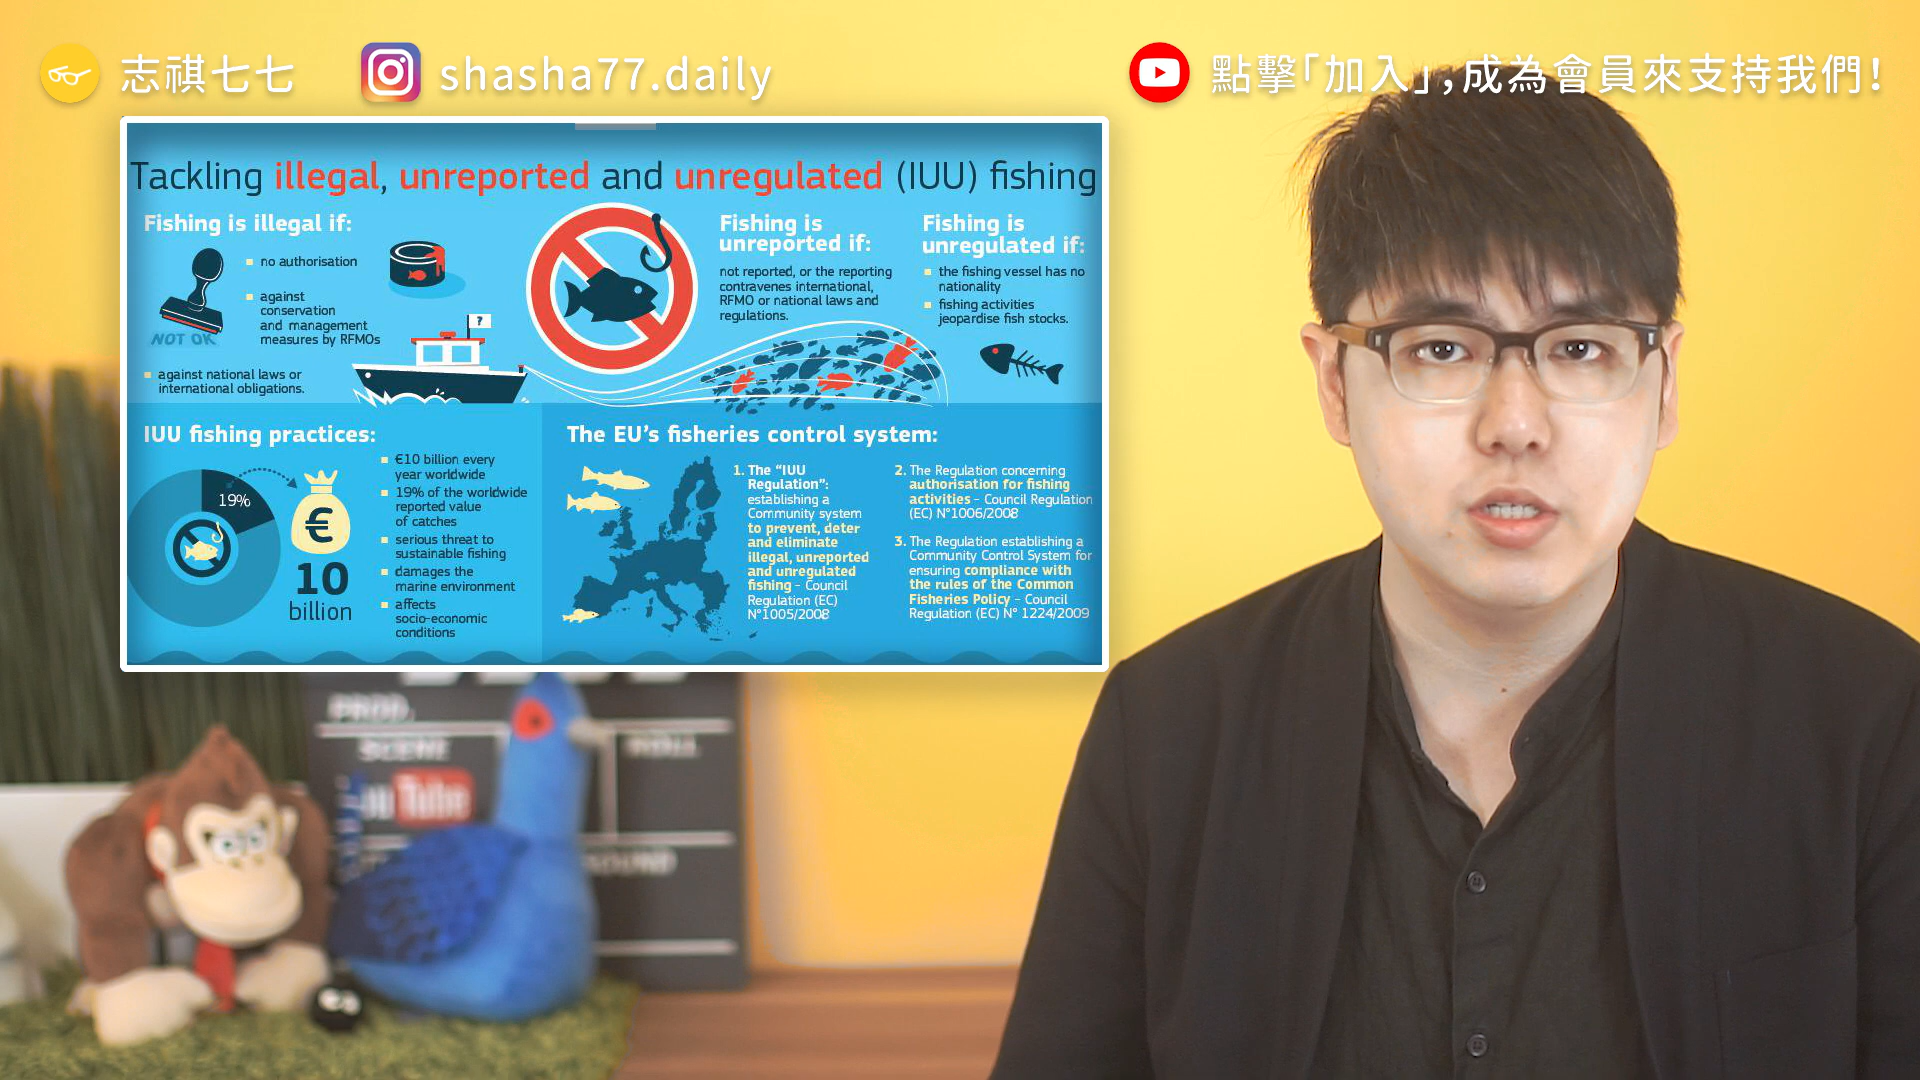 志祺七七
shasha77.daily
點擊「加入」,成為會員來支持我們!
Tackling illegal, unreported and unregulated (IUU) fishing
Fishing is illegal if:
no authorisation
against
conservation
and management
measures by RFMOs
NOT OK
against national laws or
international obligations.
?
Fishing is
unreported if:
not reported, or the reporting
contravenes international,
RFMO or national laws and
regulations.
Fishing is
unregulated if:
the fishing vessel has no
nationality
fishing activities
jeopardise fish stocks.
IUU fishing practices:
19%
€
10
billion
€10 billion every
year worldwide
19% of the worldwide
reported value
of catches
serious threat to
sustainable fishing
damages the
marine environment
affects
socio-economic
conditions
The EU's fisheries control system:
1. The "IUU
Regulation":
establishing a
Community system
to prevent, deter
and eliminate
illegal, unreported
and unregulated
fishing - Council
Regulation (EC)
N°1005/2008
2. The Regulation concerning
authorisation for fishing
activities - Council Regulation
(EC) N°1006/2008
3. The Regulation establishing a
Community Control System for
ensuring compliance with
the rules of the Common
Fisheries Policy - Council
Regulation (EC) N° 1224/2009
PROD.
SCENE
ROLL
YouTube
SOUND